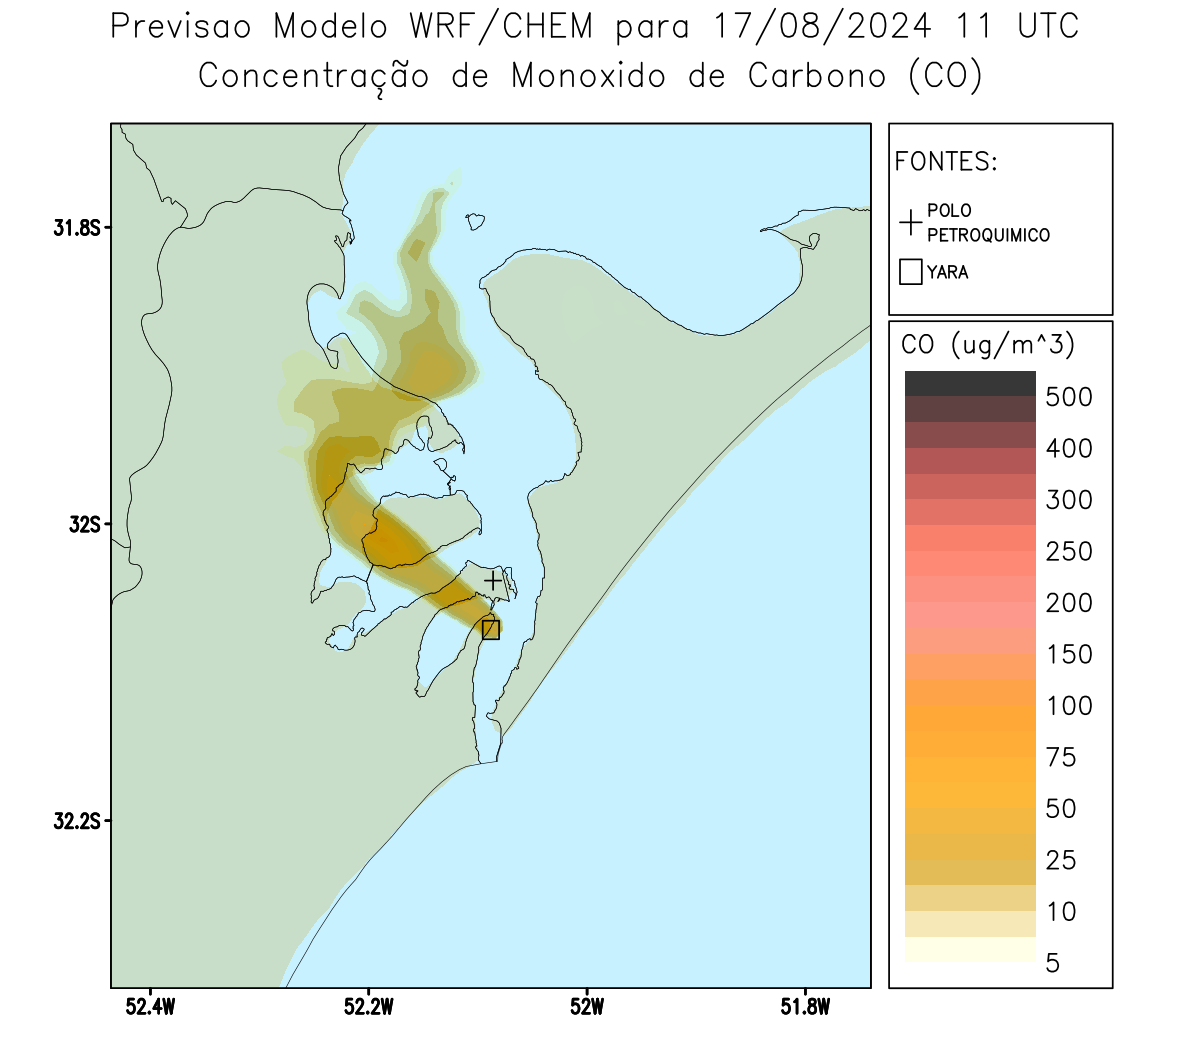 Previsao Modelo WRF/CHEM para 17/08/2024 11 UTC
Concentração de Monoxido de Carbono (CO)
FONTES:
POLO
PETROQUIMICO
YARA
CO (ug/m^3)
500
400
300
250
200
150
100
75
50
25
10
5
31.8S
32S
32.2S
52.4W
52.2W
52W
51.8W